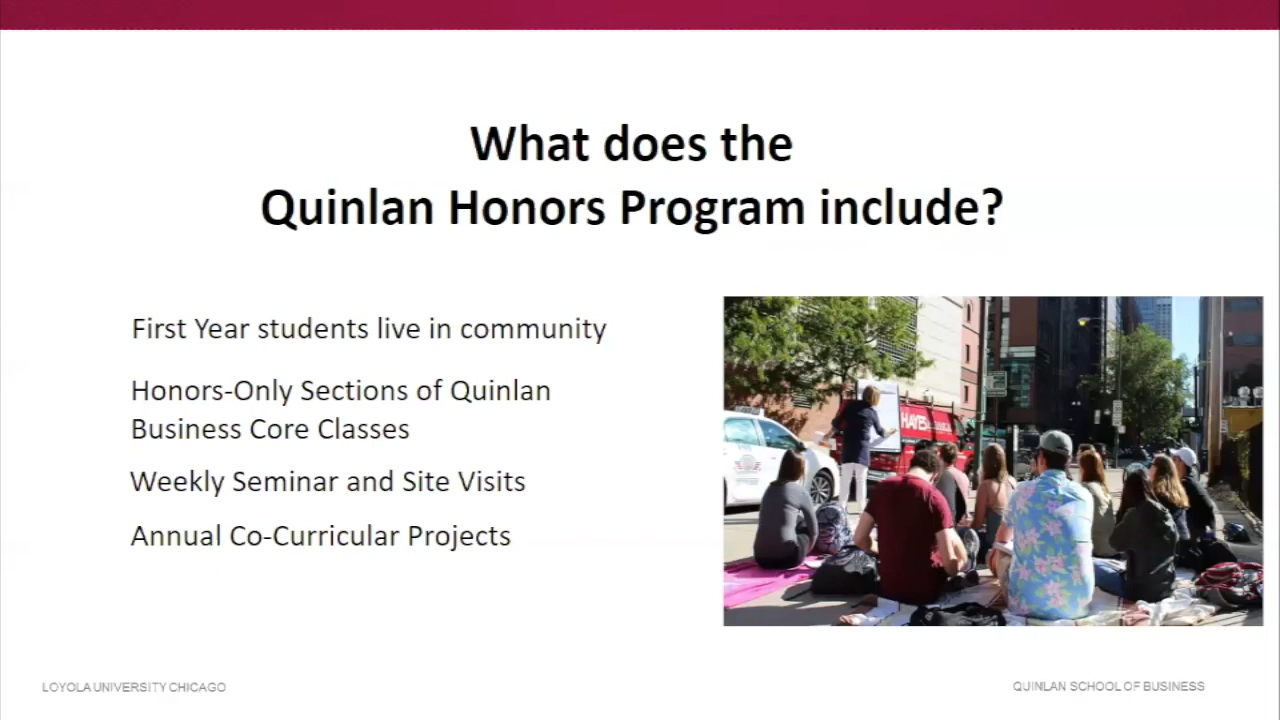 What does the
Quinlan Honors Program include?
First Year students live in community
Honors-Only Sections of Quinlan
Business Core Classes
Weekly Seminar and Site Visits
Annual Co-Curricular Projects
HAYES
LOYOLA UNIVERSITY CHICAGO
QUINLAN SCHOOL OF BUSINESS